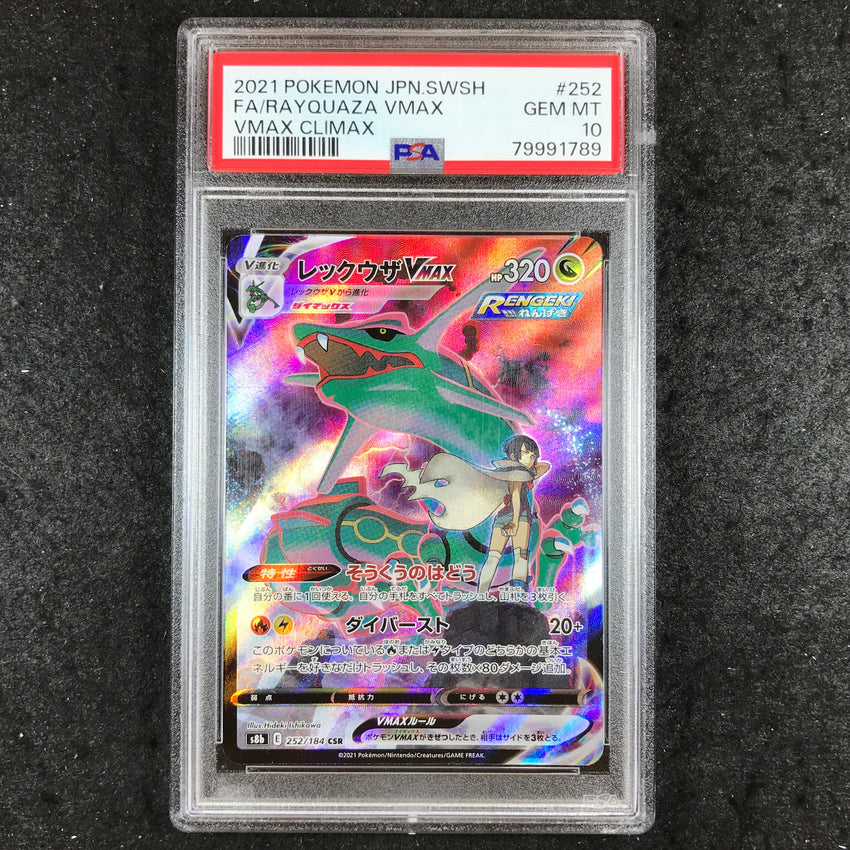 2021 POKEMON JPN.SWSH #252
FA/RAYQUAZA VMAX GEM MT
VMAX CLIMAX 10
PSA 79991789
V進化 レックウザVMAX HP320
レックウザVから進化
ダイマックス
RENGEKI
れんげき
特性 とくせい そうくうのはどう
自分の番に1回使える。自分の手札をすべてトラッシュし、山札を3枚引く。
ダイバースト 20+
このポケモンについている または タイプのどちらかの基本エ
ネルギーを好きなだけトラッシュし、その枚数×80ダメージ追加。
弱点 抵抗力 にげる
Illus. Hideki Ishikawa
VMAXルール
s8b E 252/184 CSR
ポケモンVMAXがきぜつしたとき、相手はサイドを3枚とる。
©2021 Pokémon/Nintendo/Creatures/GAME FREAK.